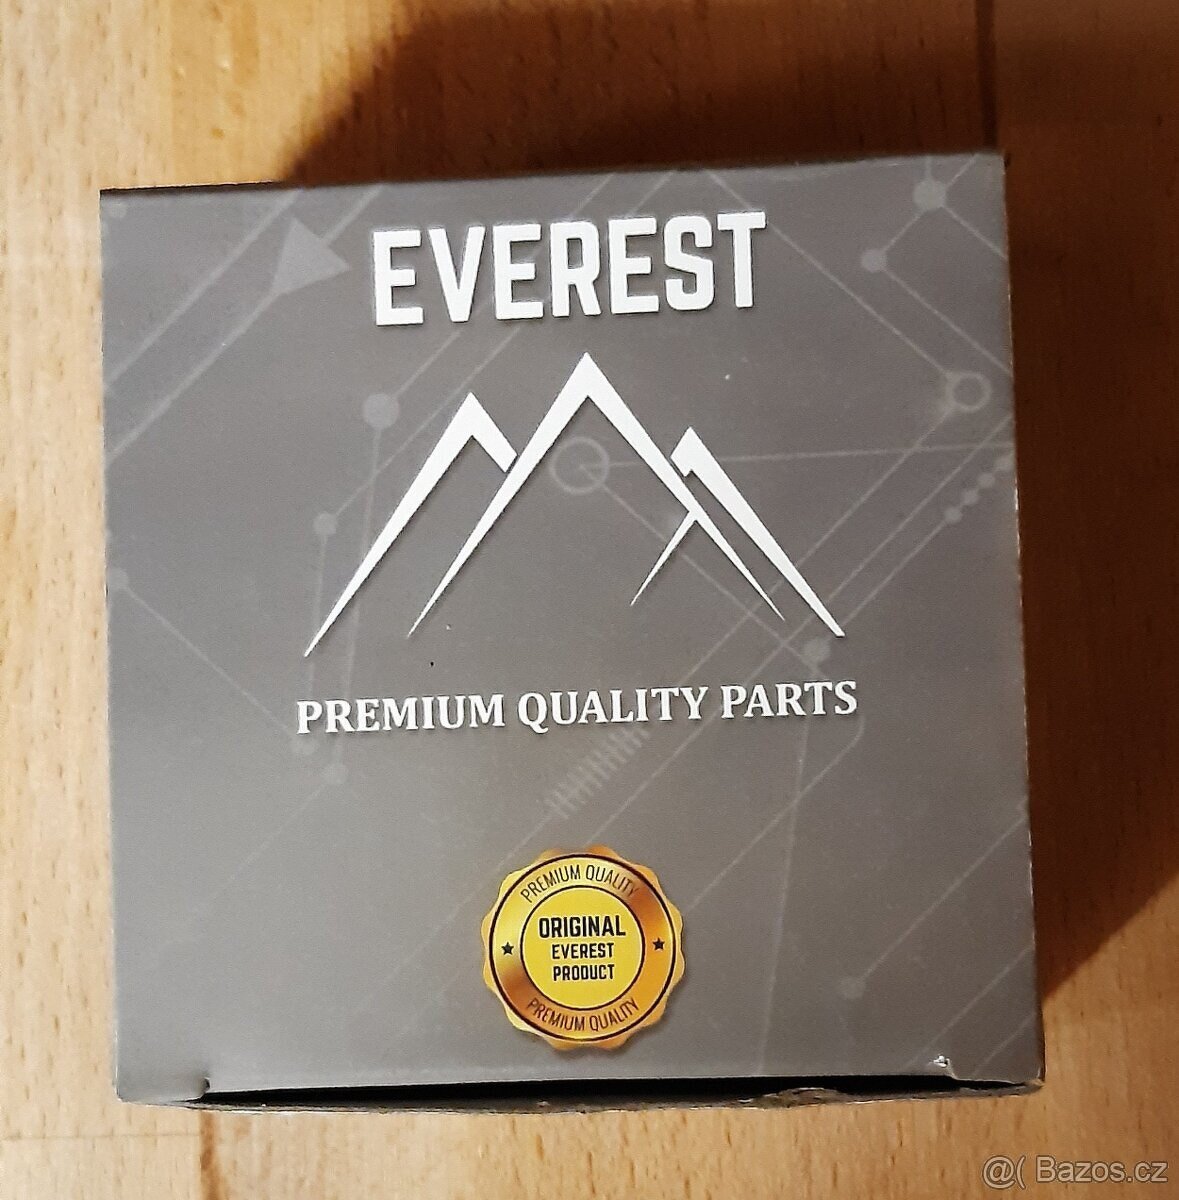 EVEREST
PREMIUM QUALITY PARTS
PREMIUM QUALITY
ORIGINAL
EVEREST
PRODUCT
PREMIUM QUALITY
@( Bazos.cz